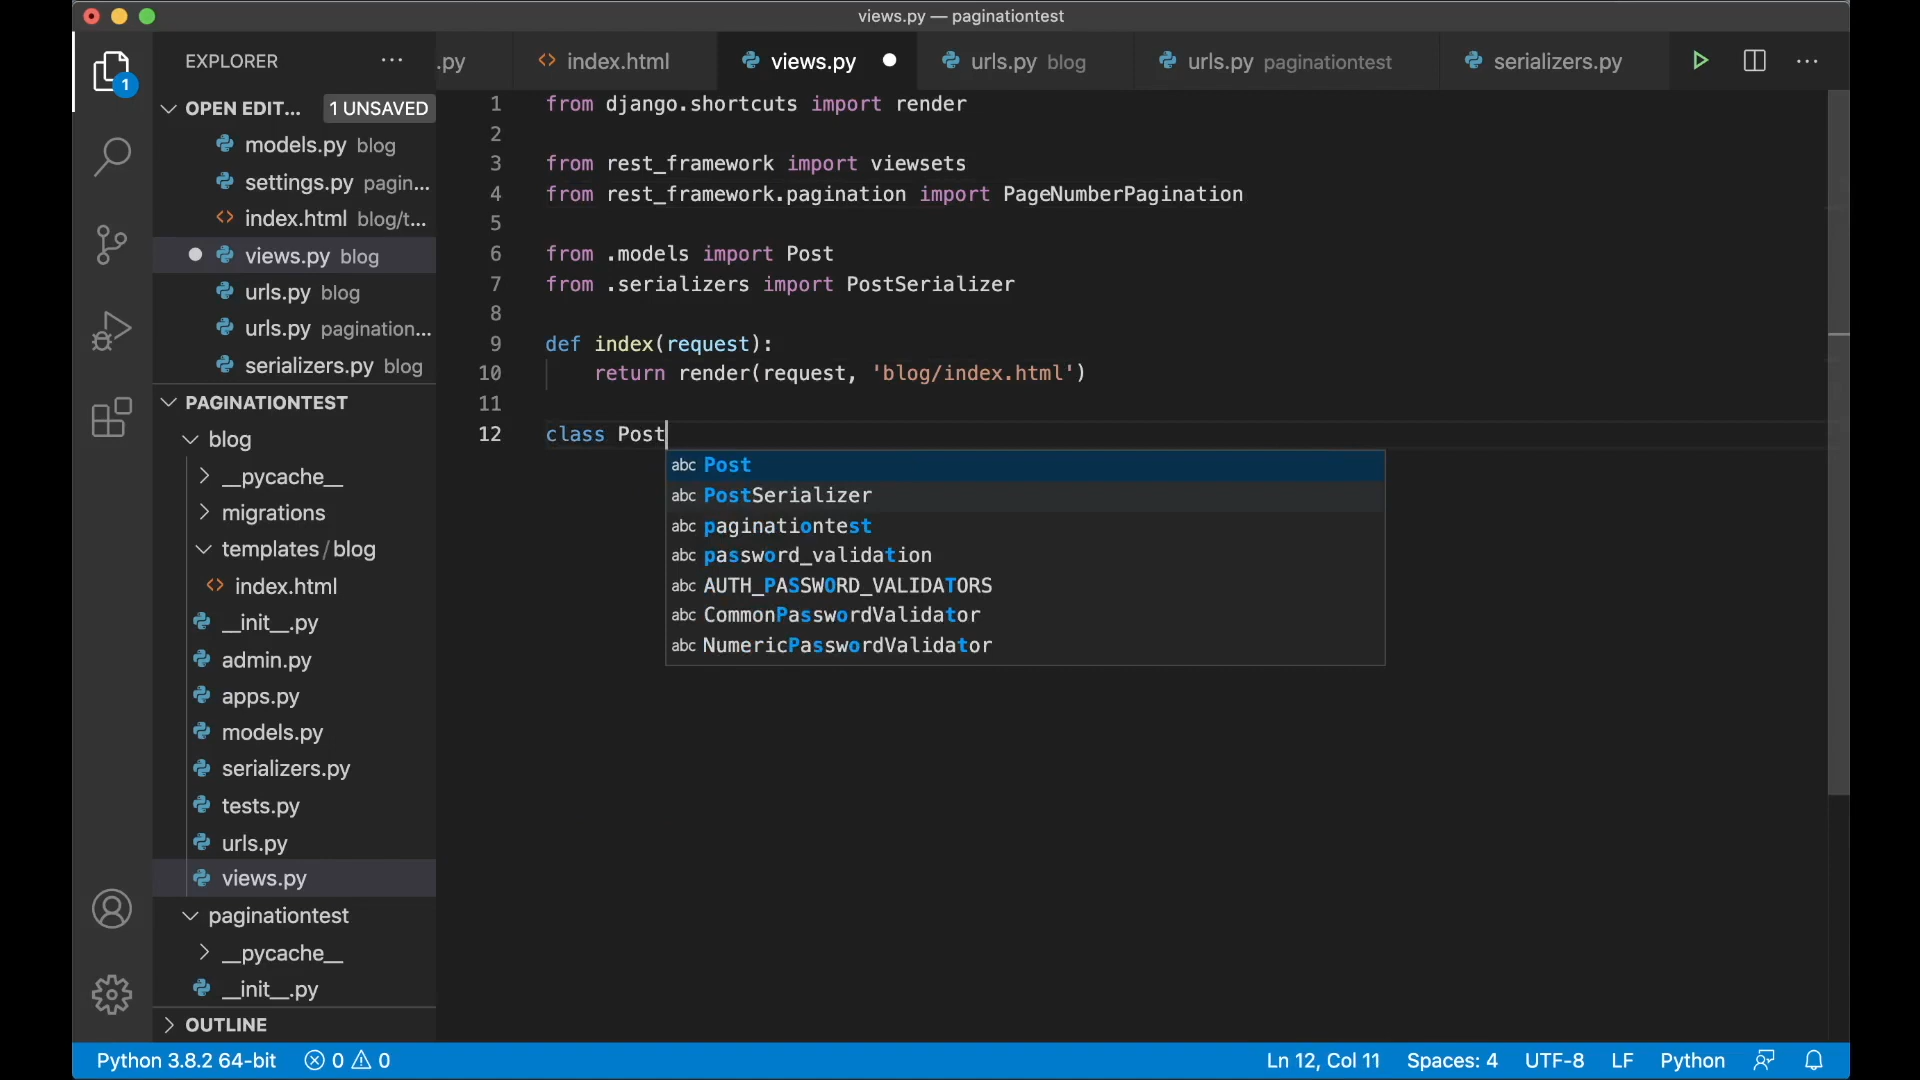 views.py — paginationtest
EXPLORER
.py
index.html
views.py
urls.py blog
urls.py paginationtest
serializers.py
1
OPEN EDIT... 1 UNSAVED
models.py blog
settings.py pagin...
index.html blog/t...
views.py blog
urls.py blog
urls.py pagination...
serializers.py blog
PAGINATIONTEST
blog
__pycache__
migrations
templates/blog
index.html
__init__.py
admin.py
apps.py
models.py
serializers.py
tests.py
urls.py
views.py
paginationtest
__pycache__
__init__.py
OUTLINE
1 from django.shortcuts import render
2
3 from rest_framework import viewsets
4 from rest_framework.pagination import PageNumberPagination
5
6 from .models import Post
7 from .serializers import PostSerializer
8
9 def index(request):
10 return render(request, 'blog/index.html')
11
12 class Post
abc Post
abc PostSerializer
abc paginationtest
abc password_validation
abc AUTH_PASSWORD_VALIDATORS
abc CommonPasswordValidator
abc NumericPasswordValidator
Python 3.8.2 64-bit 0 0 Ln 12, Col 11 Spaces: 4 UTF-8 LF Python